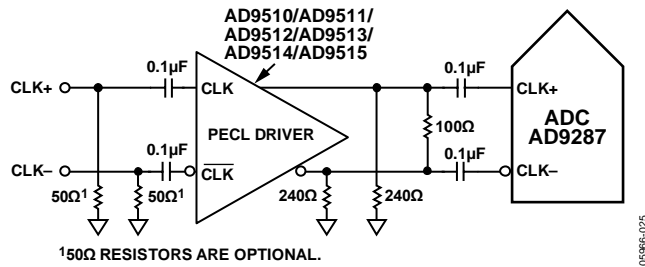 AD9510/AD9511/
AD9512/AD9513/
AD9514/AD9515
0.1µF
0.1µF
CLK+
CLK
CLK+
ADC
AD9287
PECL DRIVER
100Ω
0.1µF
0.1µF
CLK–
CLK
CLK–
50Ω1
50Ω1
240Ω
240Ω
150Ω RESISTORS ARE OPTIONAL.
05966-025